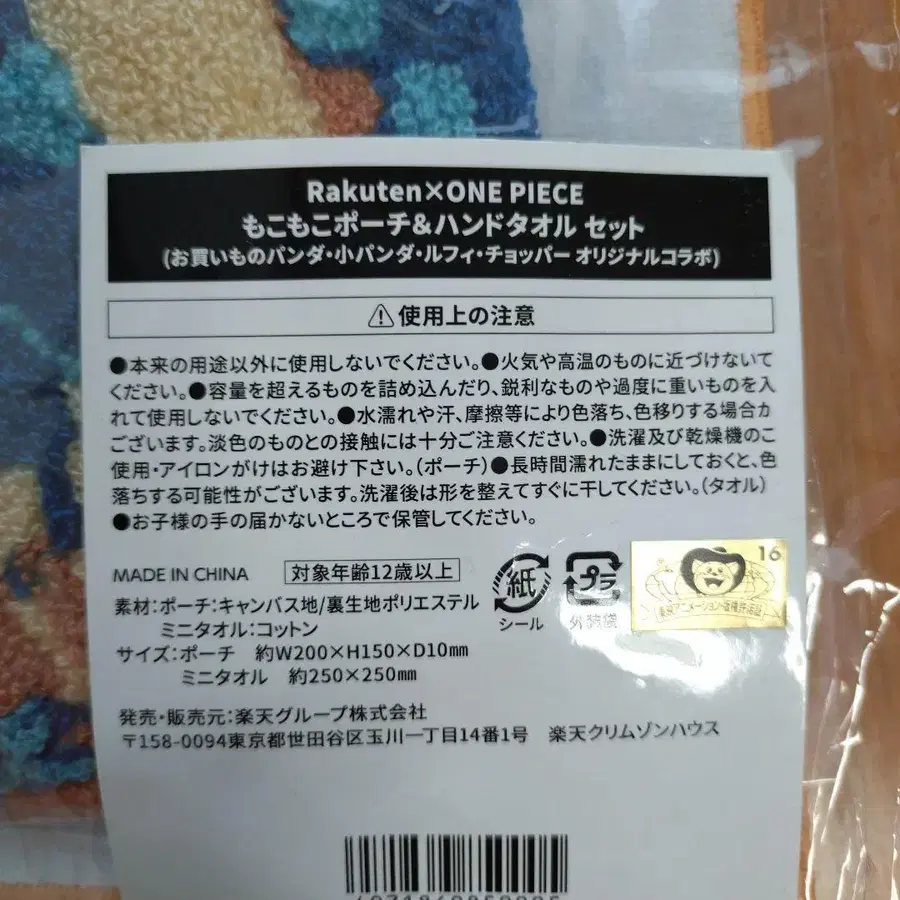 Rakuten×ONE PIECE
もこもこポーチ&ハンドタオル セット
(お買いものパンダ・小パンダ・ルフィ・チョッパー オリジナルコラボ)
⚠使用上の注意
●本来の用途以外に使用しないでください。●火気や高温のものに近づけないで
ください。●容量を超えるものを詰め込んだり、鋭利なものや過度に重いものを入
れて使用しないでください。●水濡れや汗、摩擦等により色落ち、色移りする場合が
ございます。淡色のものとの接触には十分ご注意ください。●洗濯及び乾燥機のご
使用・アイロンがけはお避け下さい。(ポーチ)●長時間濡れたままにしておくと、色
落ちする可能性がございます。洗濯後は形を整えてすぐに干してください。(タオル)
●お子様の手の届かないところで保管してください。
MADE IN CHINA 対象年齢12歳以上
紙 シール
プラ 外装袋
16
東映アニメーション・版権許諾証
素材:ポーチ:キャンバス地/裏生地ポリエステル
ミニタオル:コットン
サイズ:ポーチ 約W200×H150×D10mm
ミニタオル 約250×250mm
発売・販売元:楽天グループ株式会社
〒158-0094東京都世田谷区玉川一丁目14番1号 楽天クリムゾンハウス